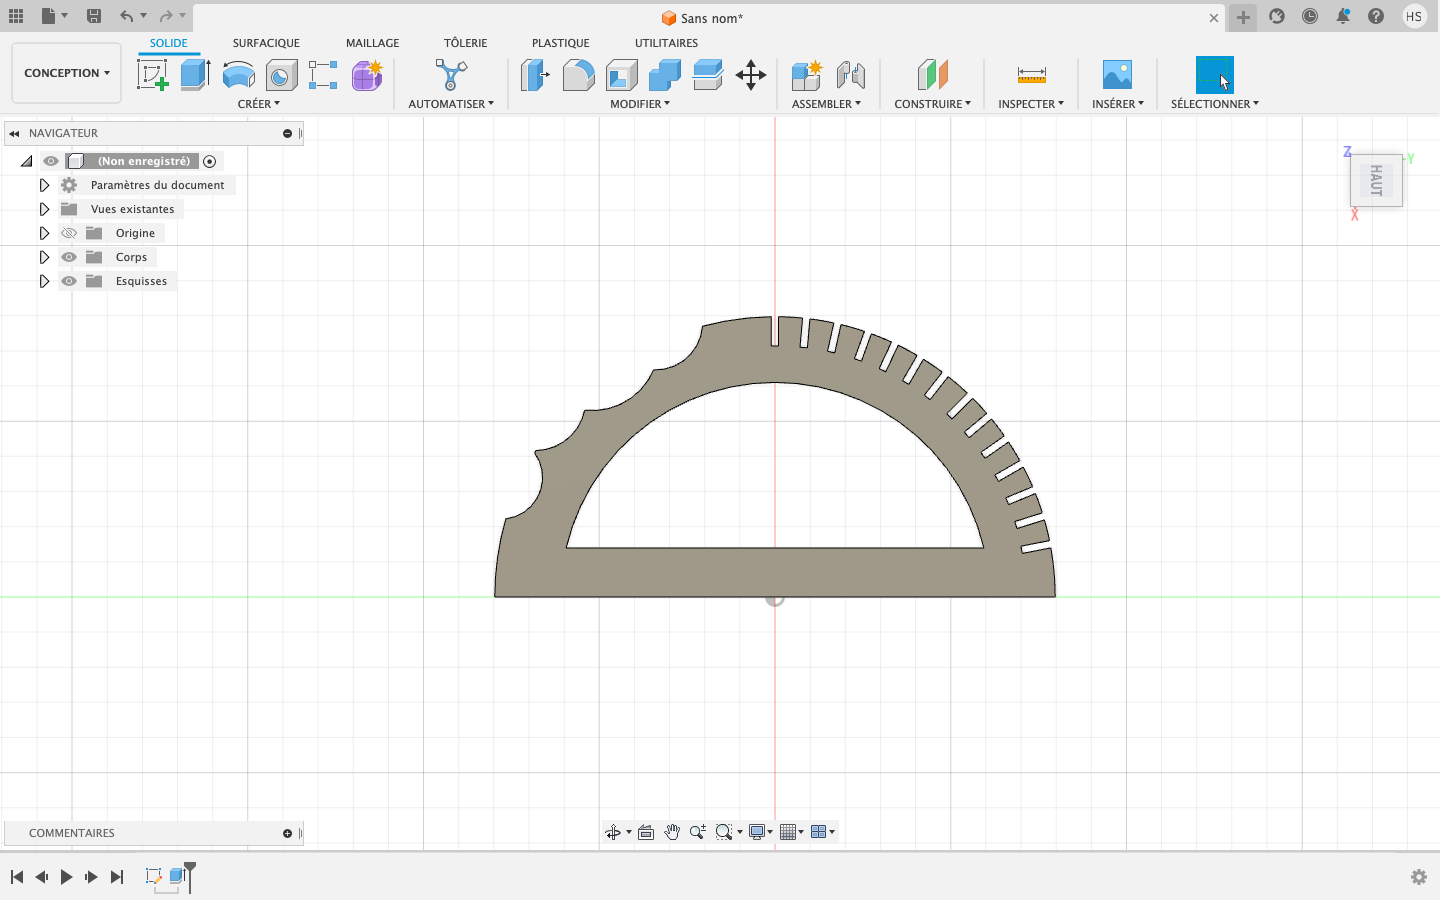 Sans nom*
HS
CONCEPTION
SOLIDE
SURFACIQUE
MAILLAGE
TÔLERIE
PLASTIQUE
UTILITAIRES
CRÉER
AUTOMATISER
MODIFIER
ASSEMBLER
CONSTRUIRE
INSPECTER
INSÉRER
SÉLECTIONNER
NAVIGATEUR
(Non enregistré)
Paramètres du document
Vues existantes
Origine
Corps
Esquisses
Z
Y
HAUT
X
COMMENTAIRES